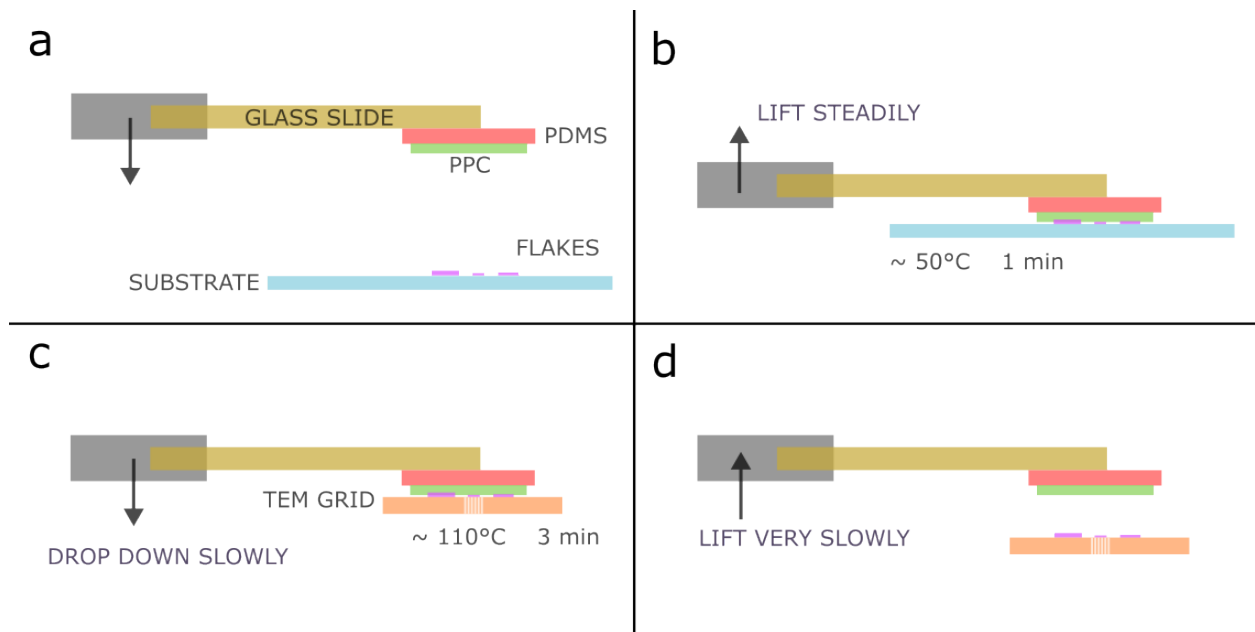 a
GLASS SLIDE
PDMS
PPC
FLAKES
SUBSTRATE
b
LIFT STEADILY
~ 50°C 1 min
c
TEM GRID
~ 110°C 3 min
DROP DOWN SLOWLY
d
LIFT VERY SLOWLY